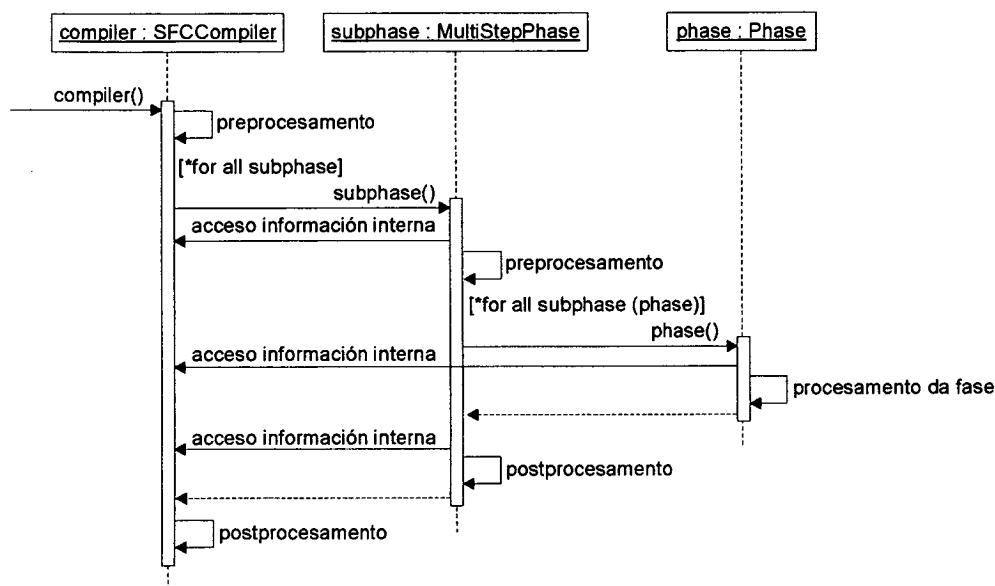 compiler : SFCCompiler
subphase : MultiStepPhase
phase : Phase
compiler()
preprocesamento
[*for all subphase]
subphase()
acceso información interna
preprocesamento
[*for all subphase (phase)]
phase()
acceso información interna
procesamento da fase
acceso información interna
postprocesamento
postprocesamento